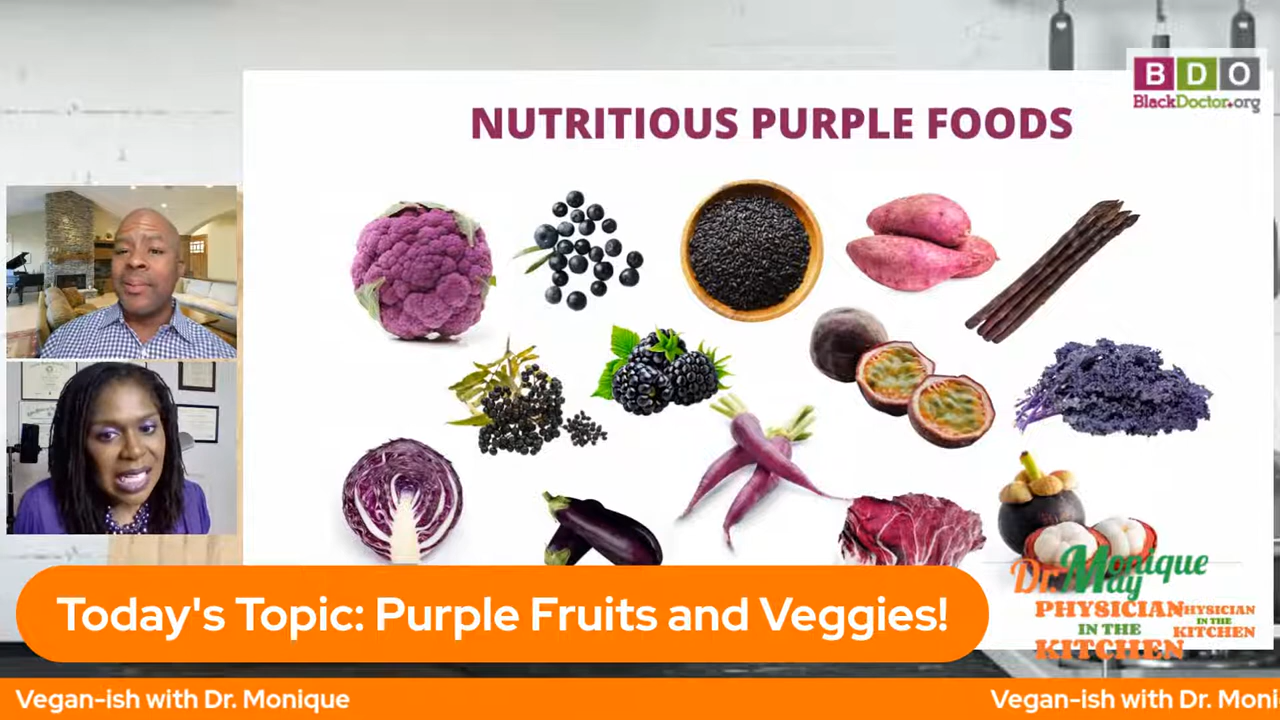 B D O
BlackDoctor.org
NUTRITIOUS PURPLE FOODS
Dr. Monique
May
PHYSICIAN
IN THE
KITCHEN
PHYSICIAN
IN THE
KITCHEN
Today's Topic: Purple Fruits and Veggies!
Vegan-ish with Dr. Monique
Vegan-ish with Dr. Moni